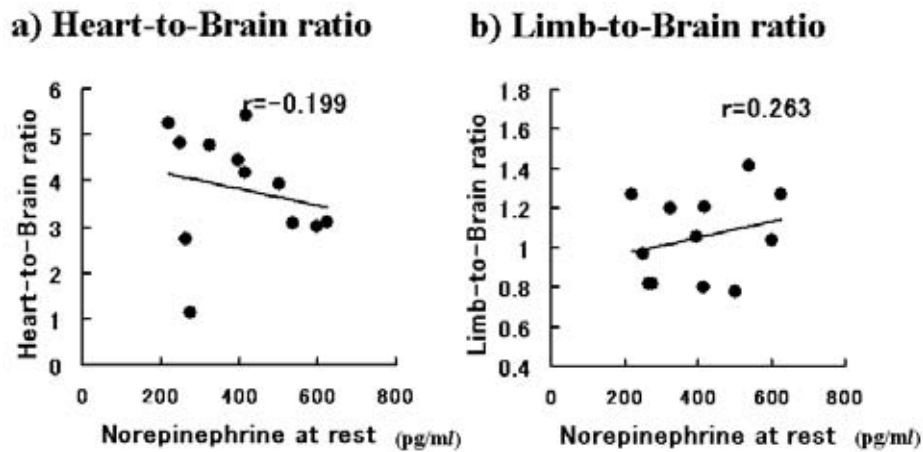 a) Heart-to-Brain ratio
Heart-to-Brain ratio
6
5
4
3
2
1
0
r=-0.199
0 200 400 600 800
Norepinephrine at rest (pg/ml)
b) Limb-to-Brain ratio
Limb-to-Brain ratio
1.8
1.6
1.4
1.2
1
0.8
0.6
0.4
r=0.263
0 200 400 600 800
Norepinephrine at rest (pg/ml)